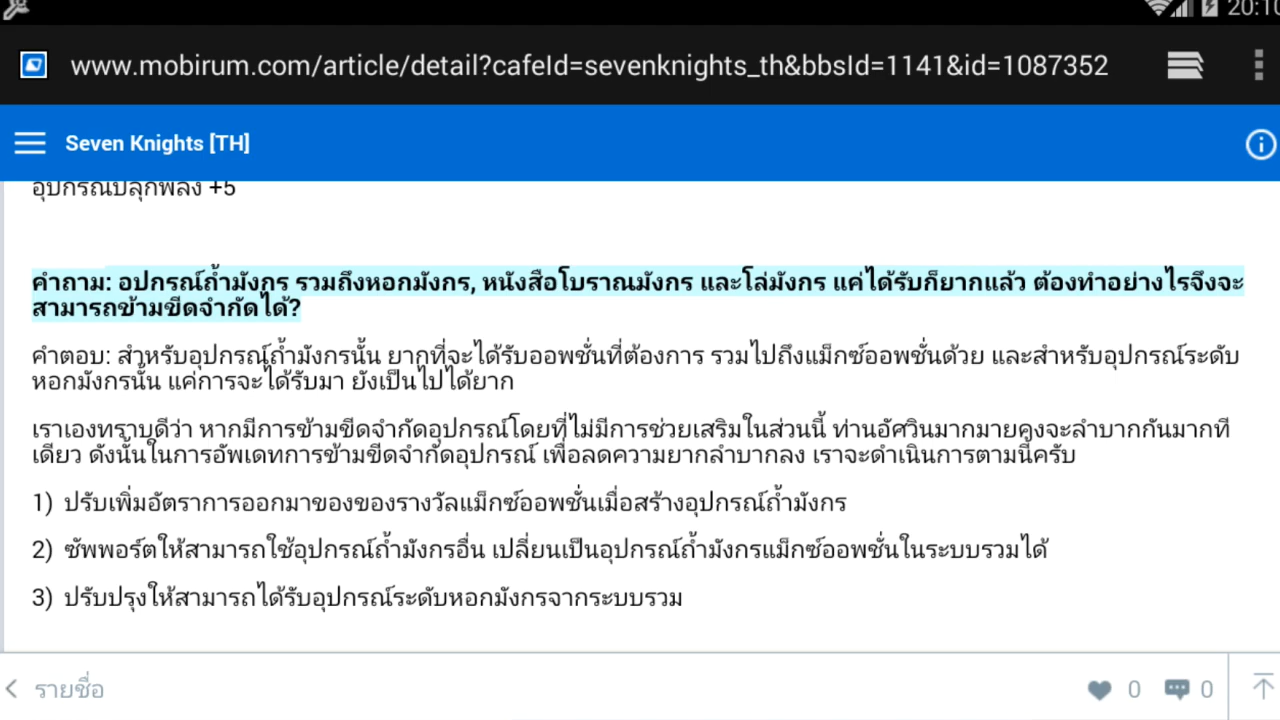 20:10
www.mobirum.com/article/detail?cafeId=sevenknights_th&bbsId=1141&id=1087352
Seven Knights [TH]
อุปกรณ์ปลุกพลัง +5
คำถาม: อุปกรณ์ถ้ำมังกร รวมถึงหอกมังกร, หนังสือโบราณมังกร และโล่มังกร แค่ได้รับก็ยากแล้ว ต้องทำอย่างไรจึงจะ
สามารถข้ามขีดจำกัดได้?
คำตอบ: สำหรับอุปกรณ์ถ้ำมังกรนั้น ยากที่จะได้รับออพชั่นที่ต้องการ รวมไปถึงแม็กซ์ออพชั่นด้วย และสำหรับอุปกรณ์ระดับ
หอกมังกรนั้น แค่การจะได้รับมา ยังเป็นไปได้ยาก
เราเองทราบดีว่า หากมีการข้ามขีดจำกัดอุปกรณ์โดยที่ไม่มีการช่วยเสริมในส่วนนี้ ท่านอัศวินมากมายคงจะลำบากกันมากที
เดียว ดังนั้นในการอัพเดทการข้ามขีดจำกัดอุปกรณ์ เพื่อลดความยากลำบากลง เราจะดำเนินการตามนี้ครับ
1) ปรับเพิ่มอัตราการออกมาของของรางวัลแม็กซ์ออพชั่นเมื่อสร้างอุปกรณ์ถ้ำมังกร
2) ซัพพอร์ตให้สามารถใช้อุปกรณ์ถ้ำมังกรอื่น เปลี่ยนเป็นอุปกรณ์ถ้ำมังกรแม็กซ์ออพชั่นในระบบรวมได้
3) ปรับปรุงให้สามารถได้รับอุปกรณ์ระดับหอกมังกรจากระบบรวม
รายชื่อ 0 0